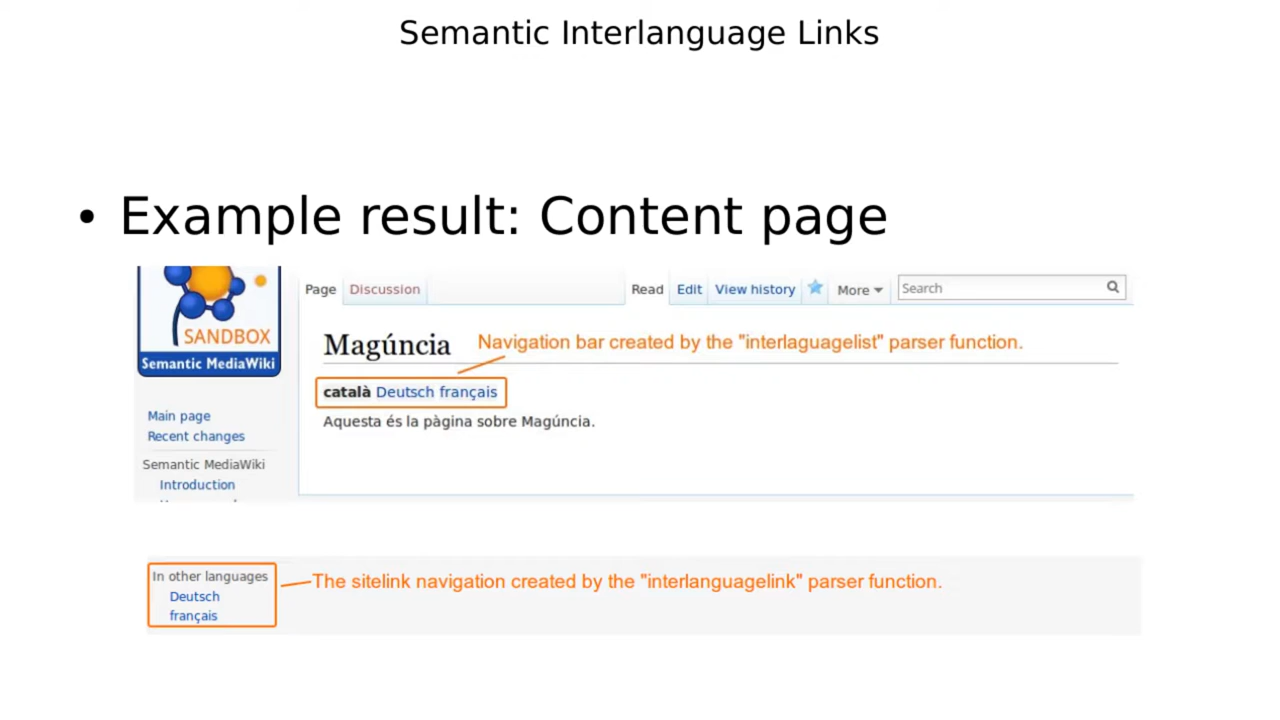 Semantic Interlanguage Links
• Example result: Content page
SANDBOX
Semantic MediaWiki
Page Discussion Read Edit View history More Search
Magúncia
Navigation bar created by the "interlaguagelist" parser function.
català Deutsch français
Aquesta és la pàgina sobre Magúncia.
Main page
Recent changes
Semantic MediaWiki
Introduction
In other languages
Deutsch
français
The sitelink navigation created by the "interlanguagelink" parser function.